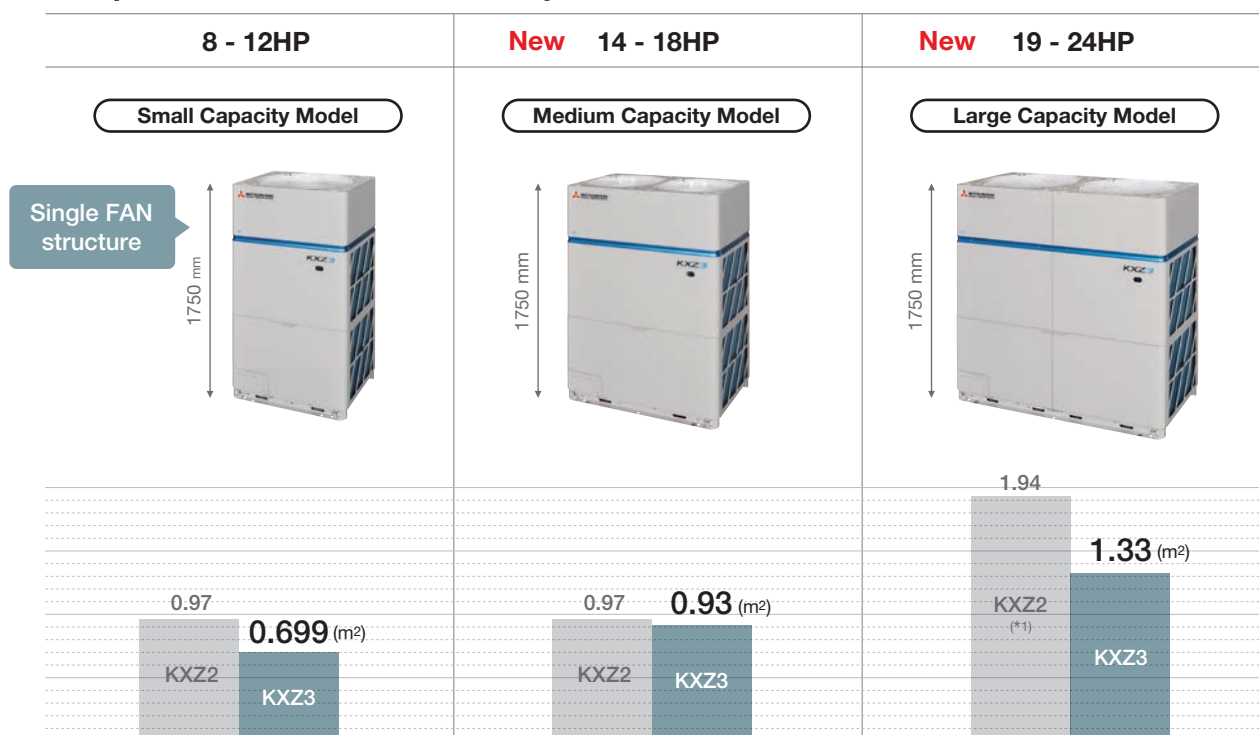 8 - 12HP
New 14 - 18HP
New 19 - 24HP
Small Capacity Model
Medium Capacity Model
Large Capacity Model
Single FAN
structure
1750 mm
KXZ3
1750 mm
KXZ3
1750 mm
KXZ3
0.97
0.699 (m²)
KXZ2
KXZ3
0.97
0.93 (m²)
KXZ2
KXZ3
1.94
1.33 (m²)
KXZ2
(*1)
KXZ3